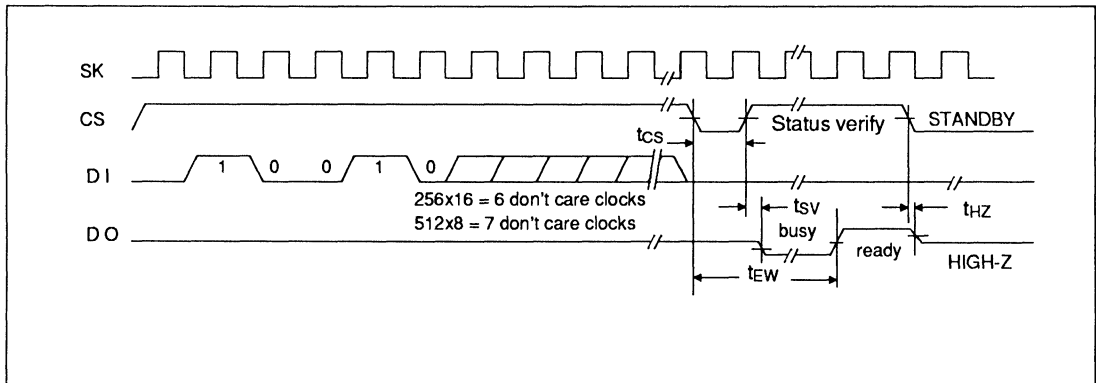 SK
CS
STANDBY
Status verify
tCS
DI
1 0 0 1 0
256x16 = 6 don't care clocks
512x8 = 7 don't care clocks
tSV
tHZ
DO
busy
ready
HIGH-Z
tEW